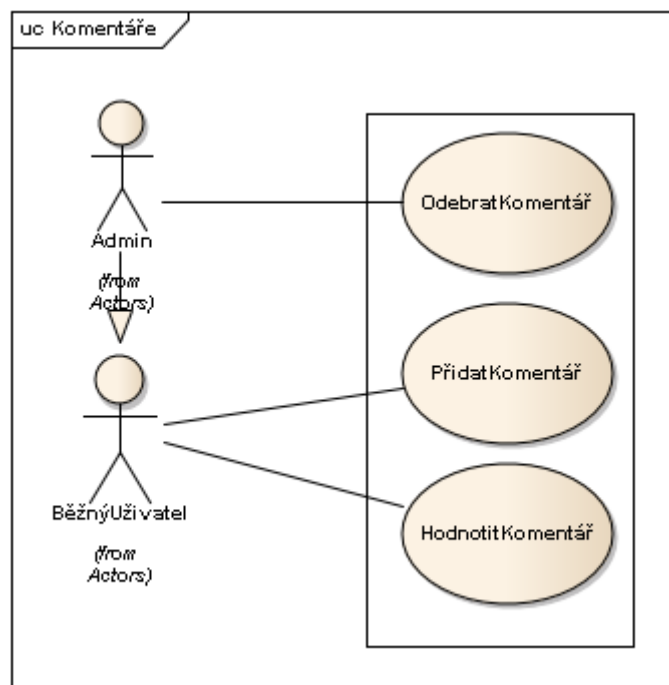 uc Komentáře
Admin
(from
Actors)
BěžnýUživatel
(from
Actors)
OdebratKomentář
PřidatKomentář
HodnotitKomentář